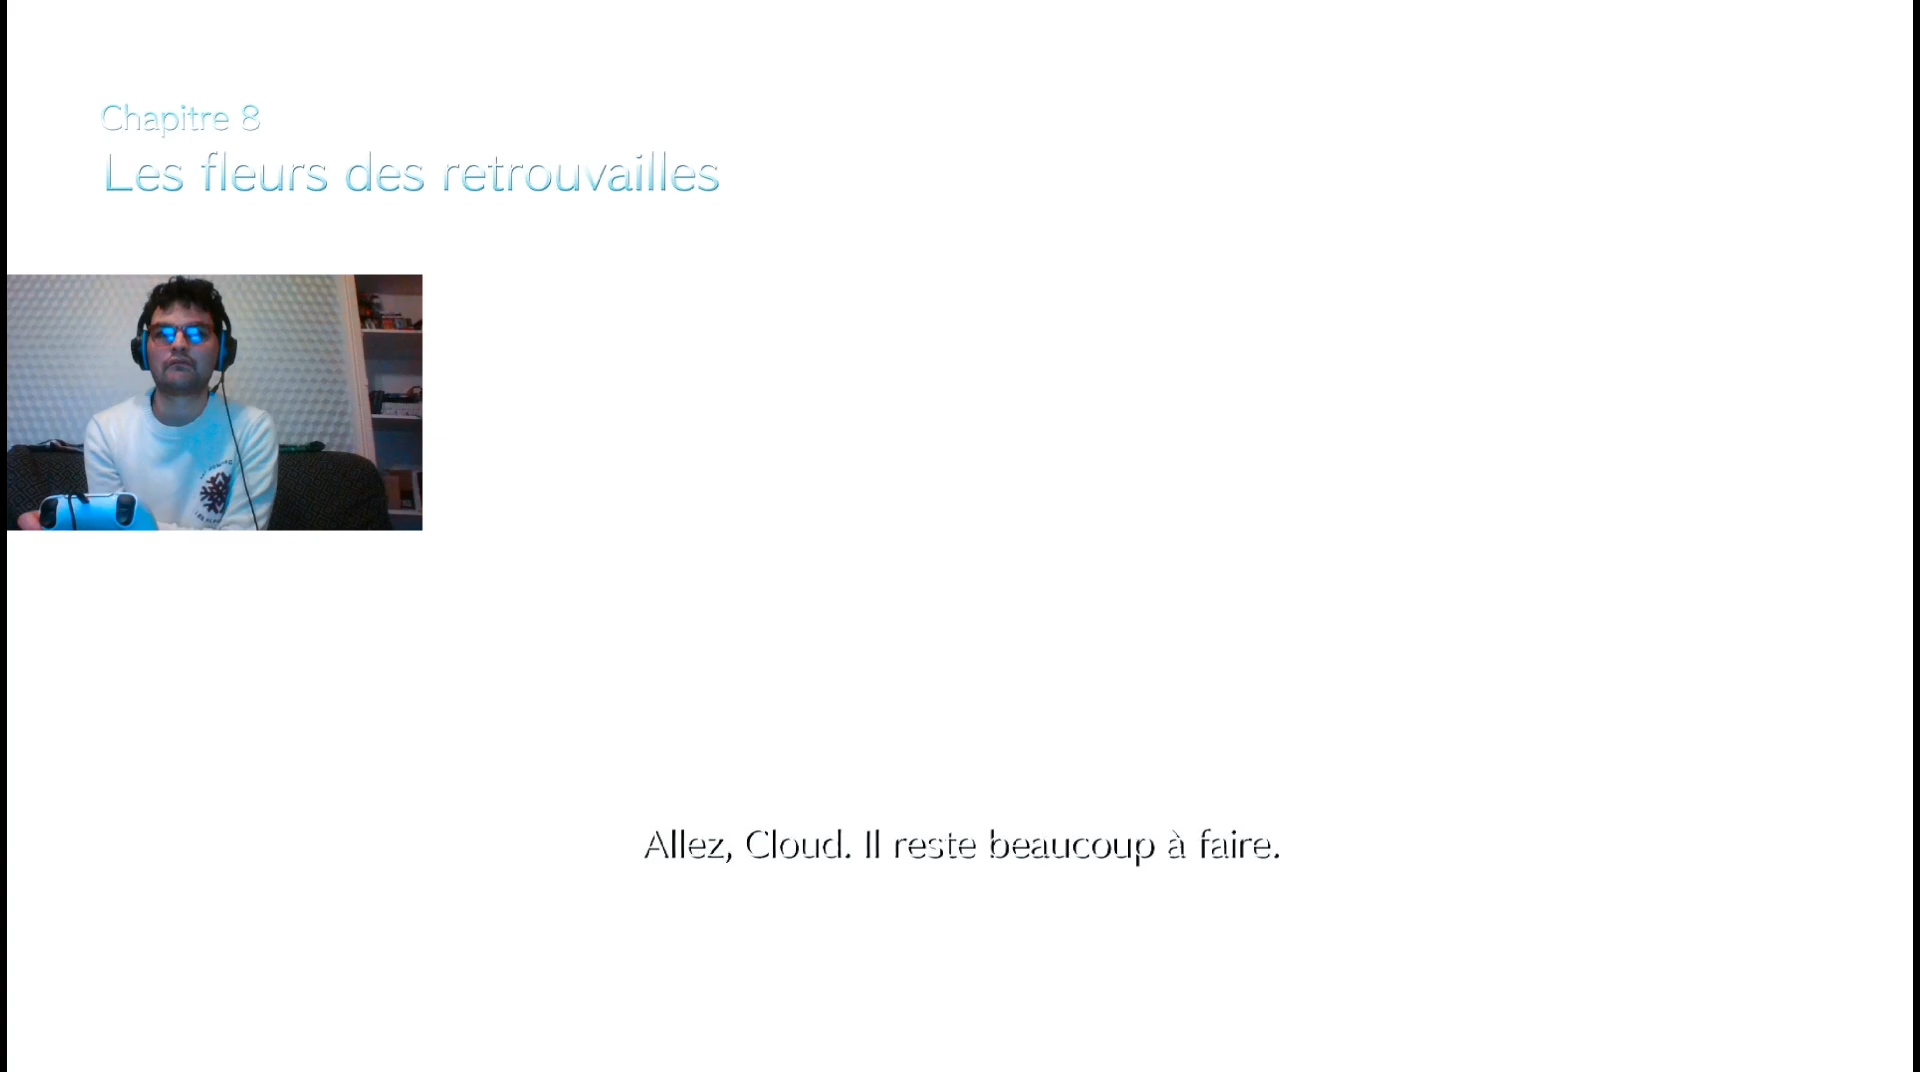 Chapitre 8
Les fleurs des retrouvailles
Allez, Cloud. Il reste beaucoup à faire.